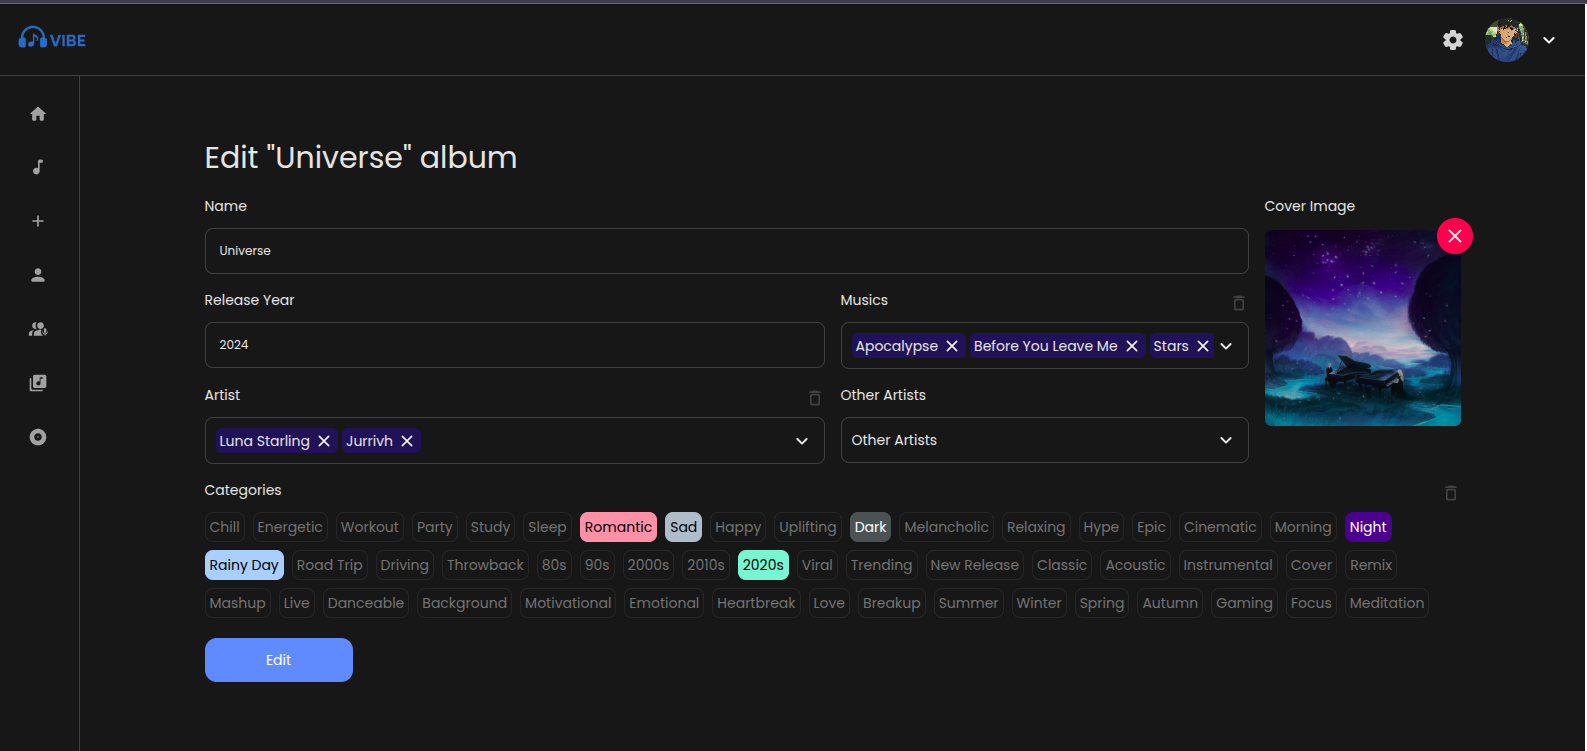 VIBE
Edit "Universe" album
Name
Cover Image
Universe
Release Year
Musics
2024
Apocalypse Before You Leave Me Stars
Artist
Other Artists
Luna Starling Jurrivh
Other Artists
Categories
Chill Energetic Workout Party Study Sleep Romantic Sad Happy Uplifting Dark Melancholic Relaxing Hype Epic Cinematic Morning Night
Rainy Day Road Trip Driving Throwback 80s 90s 2000s 2010s 2020s Viral Trending New Release Classic Acoustic Instrumental Cover Remix
Mashup Live Danceable Background Motivational Emotional Heartbreak Love Breakup Summer Winter Spring Autumn Gaming Focus Meditation
Edit